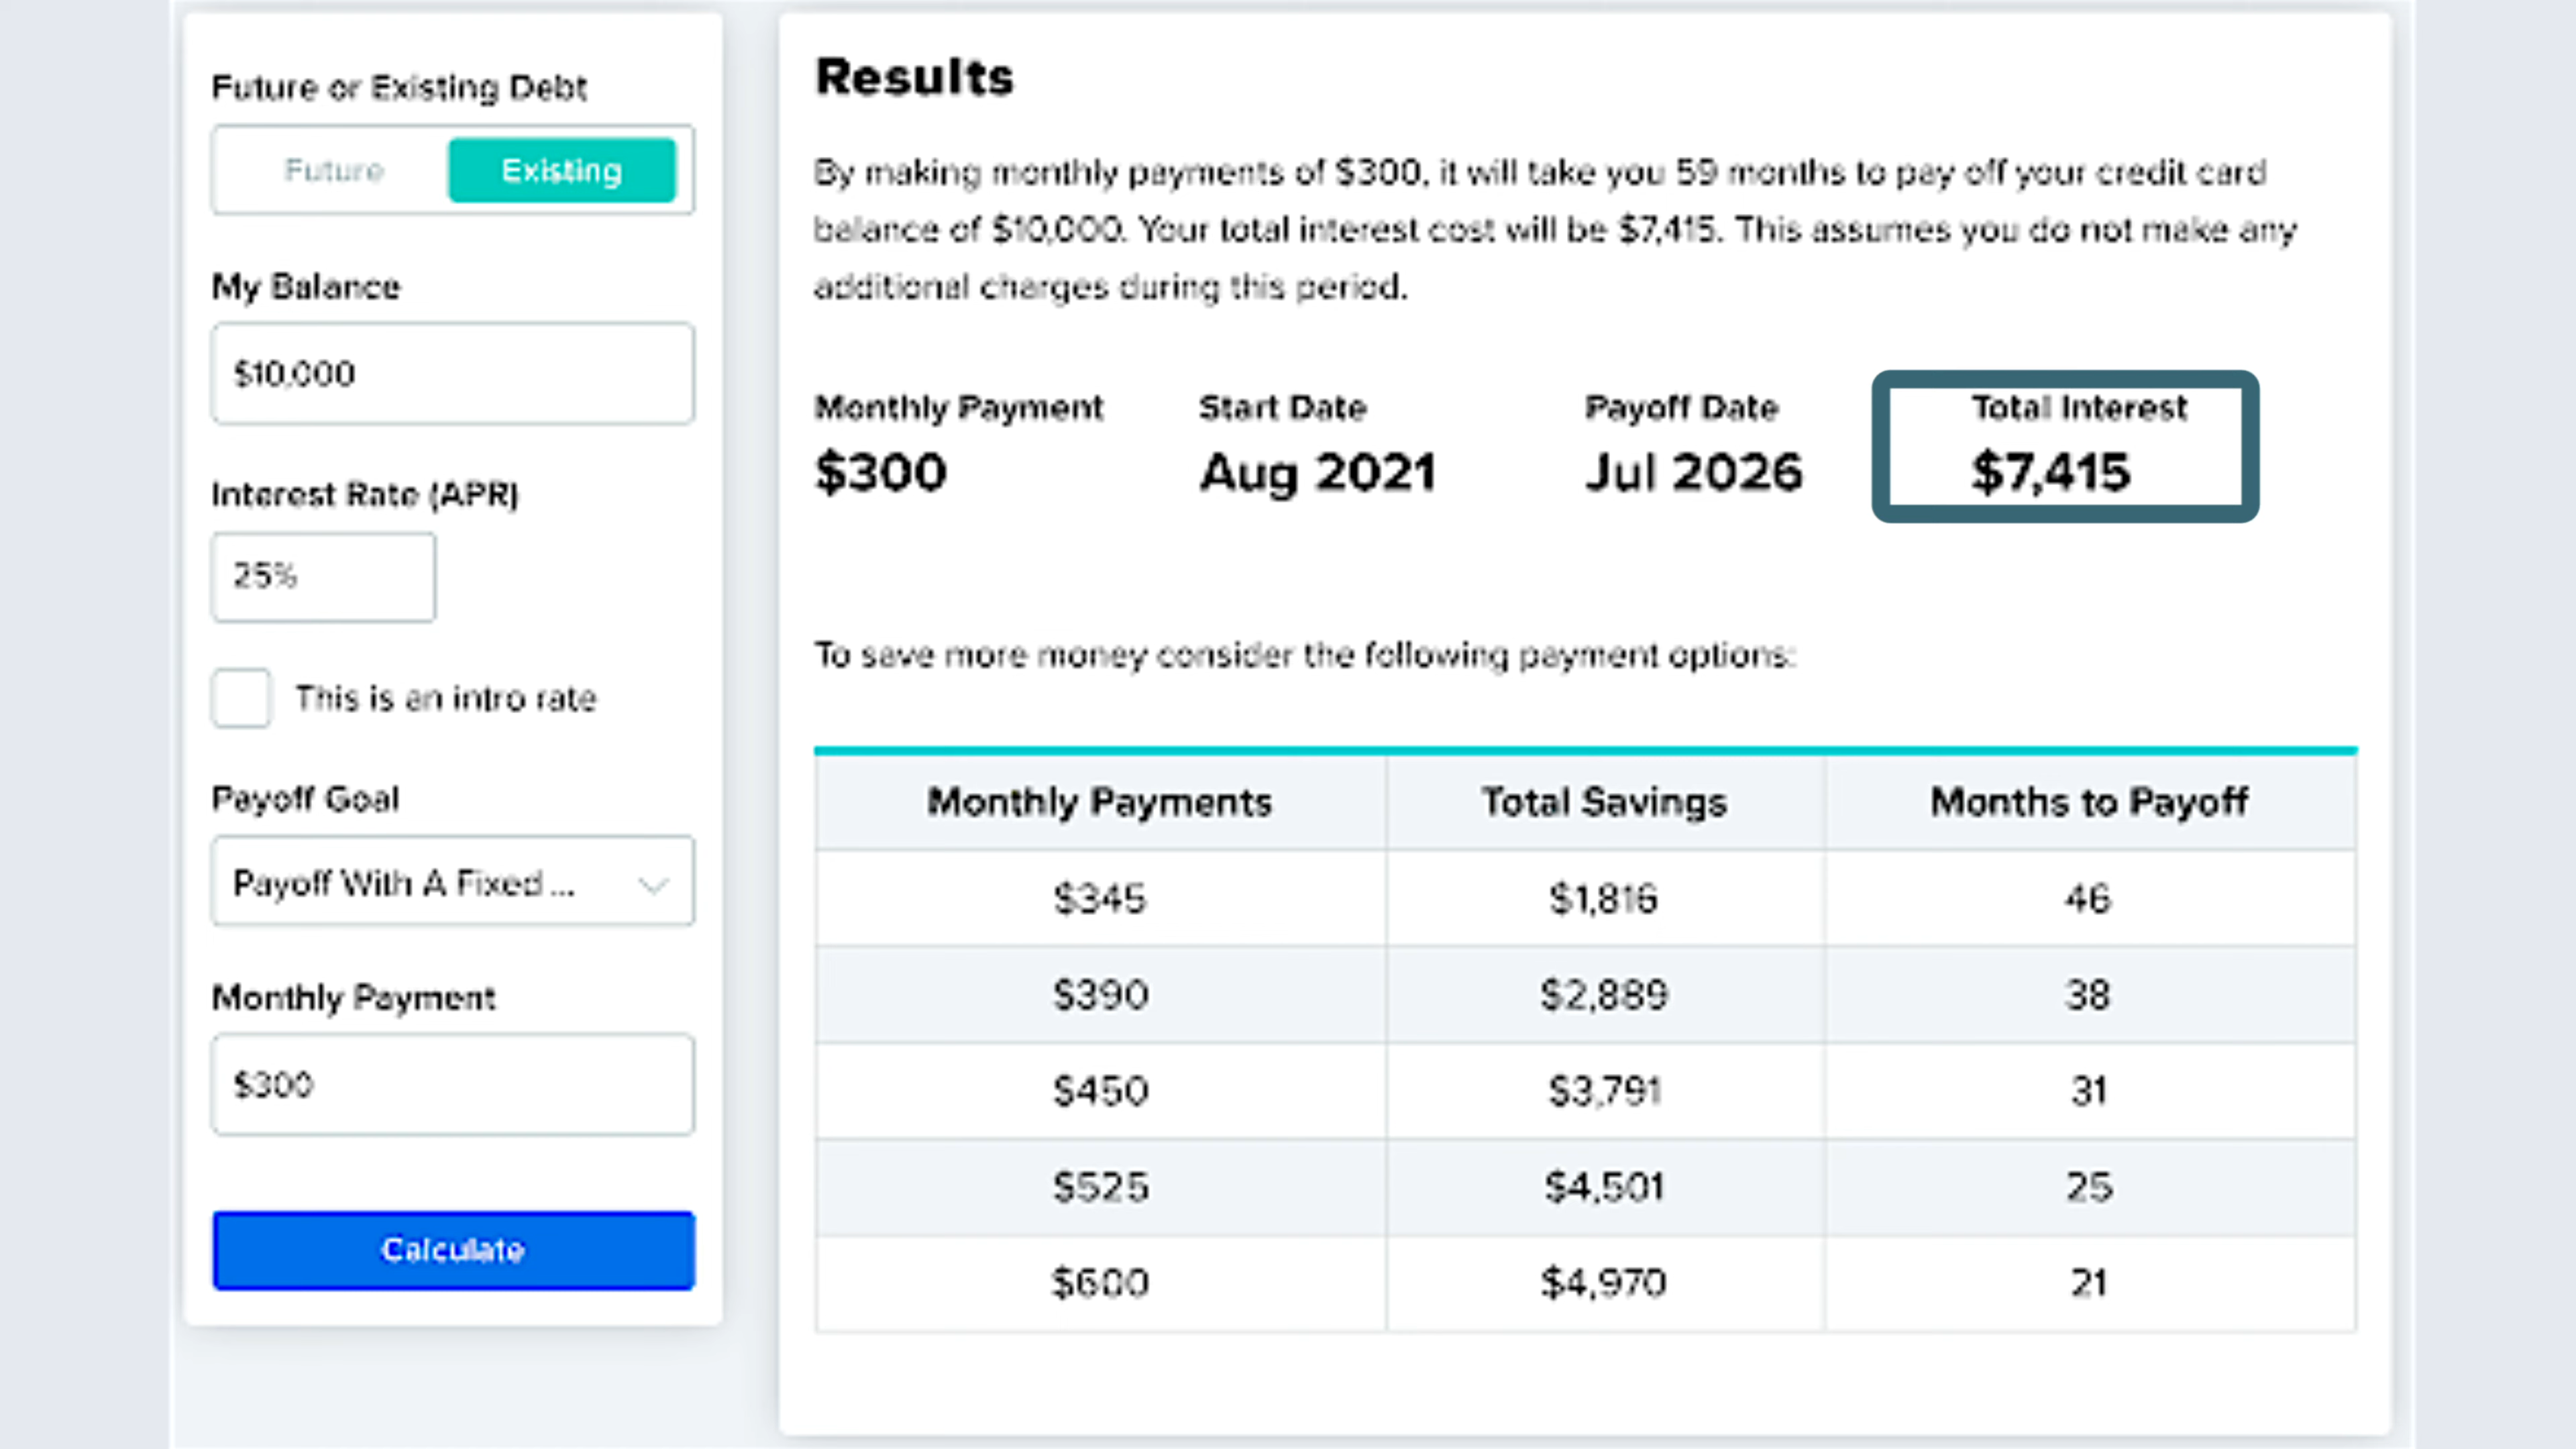 Future or Existing Debt
Future Existing
My Balance
$10,000
Interest Rate (APR)
25%
This is an intro rate
Payoff Goal
Payoff With A Fixed ...
Monthly Payment
$300
Calculate
Results
By making monthly payments of $300, it will take you 59 months to pay off your credit card
balance of $10,000. Your total interest cost will be $7,415. This assumes you do not make any
additional charges during this period.
Monthly Payment Start Date Payoff Date Total Interest
$300 Aug 2021 Jul 2026 $7,415
To save more money consider the following payment options:
Monthly Payments Total Savings Months to Payoff
$345 $1,816 46
$390 $2,889 38
$450 $3,791 31
$525 $4,501 25
$600 $4,970 21